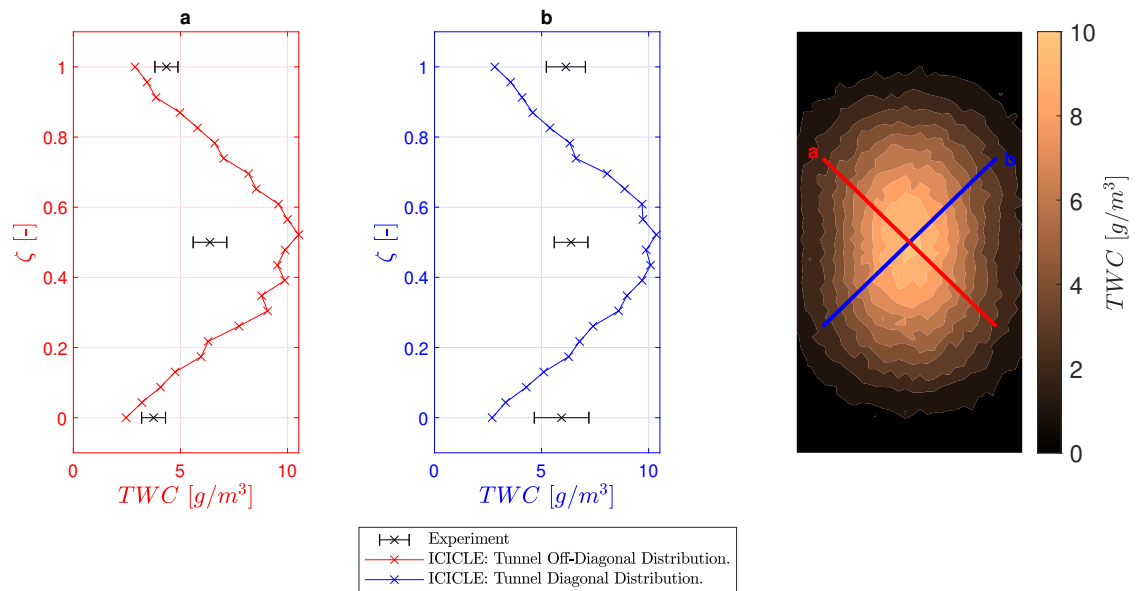 a
b
1
0.8
0.6
0.4
0.2
0
ζ [-]
0
5
10
TWC [g/m³]
1
0.8
0.6
0.4
0.2
0
ζ [-]
0
5
10
TWC [g/m³]
a
b
10
8
6
4
2
0
TWC [g/m³]
Experiment
ICICLE: Tunnel Off-Diagonal Distribution.
ICICLE: Tunnel Diagonal Distribution.